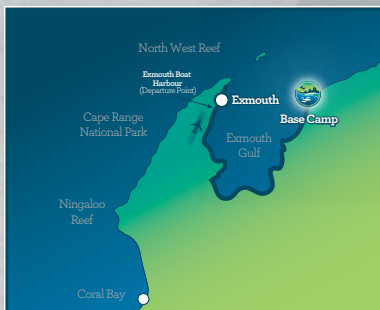 North West Reef
Exmouth Boat
Harbour
(Departure Point)
Exmouth
Base Camp
Cape Range
National Park
Exmouth
Gulf
Ningaloo
Reef
Coral Bay